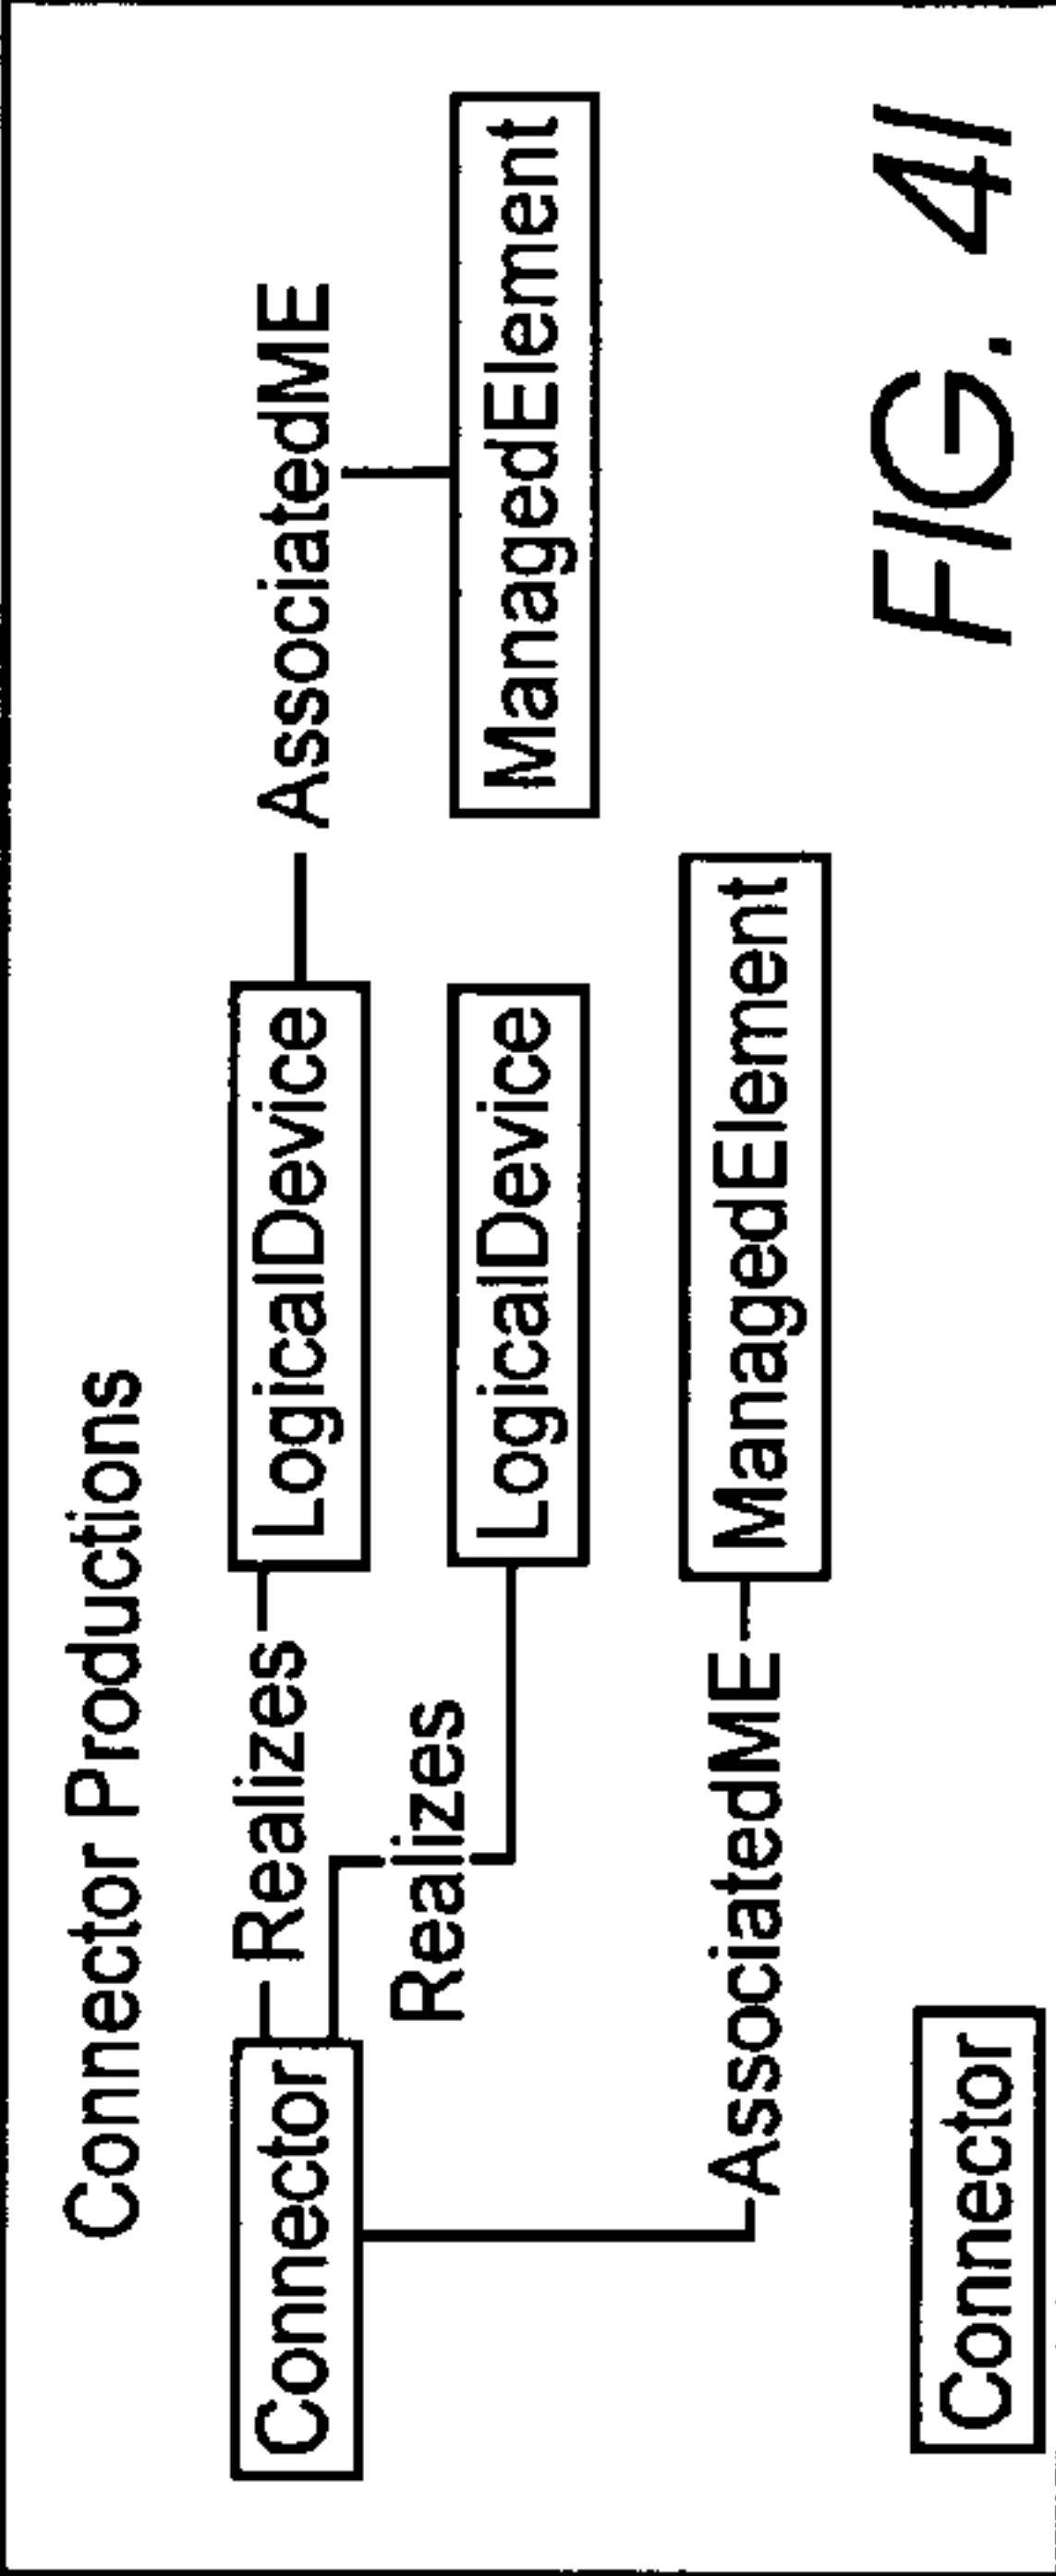 Connector Productions
Connector
Realizes
LogicalDevice
AssociatedME
Realizes
LogicalDevice
ManagedElement
AssociatedME
ManagedElement
Connector
FIG. 4I